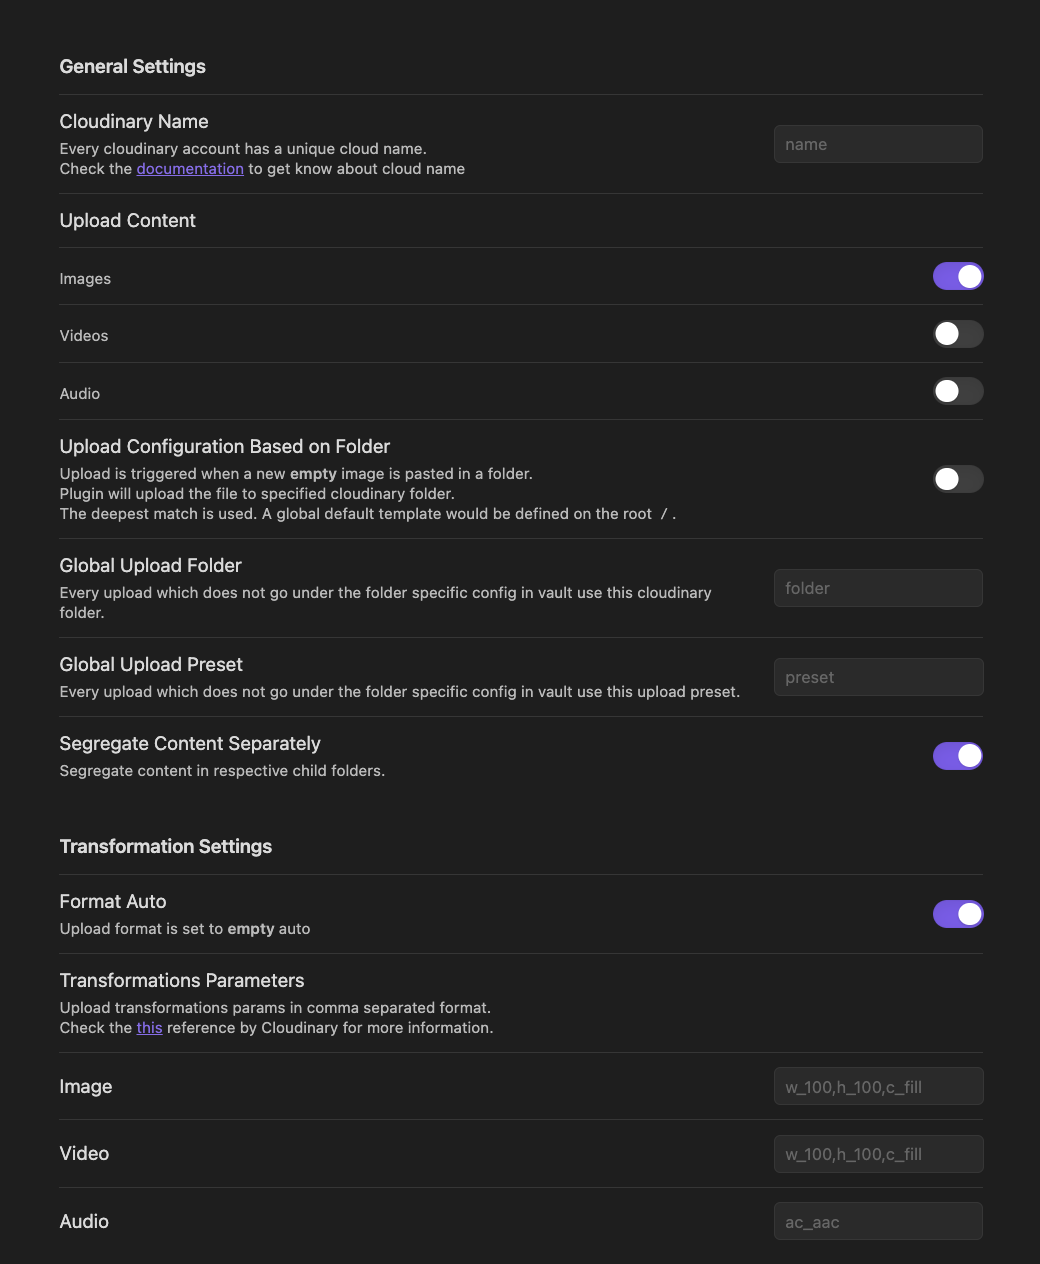 General Settings
Cloudinary Name
Every cloudinary account has a unique cloud name.
Check the documentation to get know about cloud name
name
Upload Content
Images
Videos
Audio
Upload Configuration Based on Folder
Upload is triggered when a new empty image is pasted in a folder.
Plugin will upload the file to specified cloudinary folder.
The deepest match is used. A global default template would be defined on the root / .
Global Upload Folder
Every upload which does not go under the folder specific config in vault use this cloudinary
folder.
folder
Global Upload Preset
Every upload which does not go under the folder specific config in vault use this upload preset.
preset
Segregate Content Separately
Segregate content in respective child folders.
Transformation Settings
Format Auto
Upload format is set to empty auto
Transformations Parameters
Upload transformations params in comma separated format.
Check the this reference by Cloudinary for more information.
Image
w_100,h_100,c_fill
Video
w_100,h_100,c_fill
Audio
ac_aac